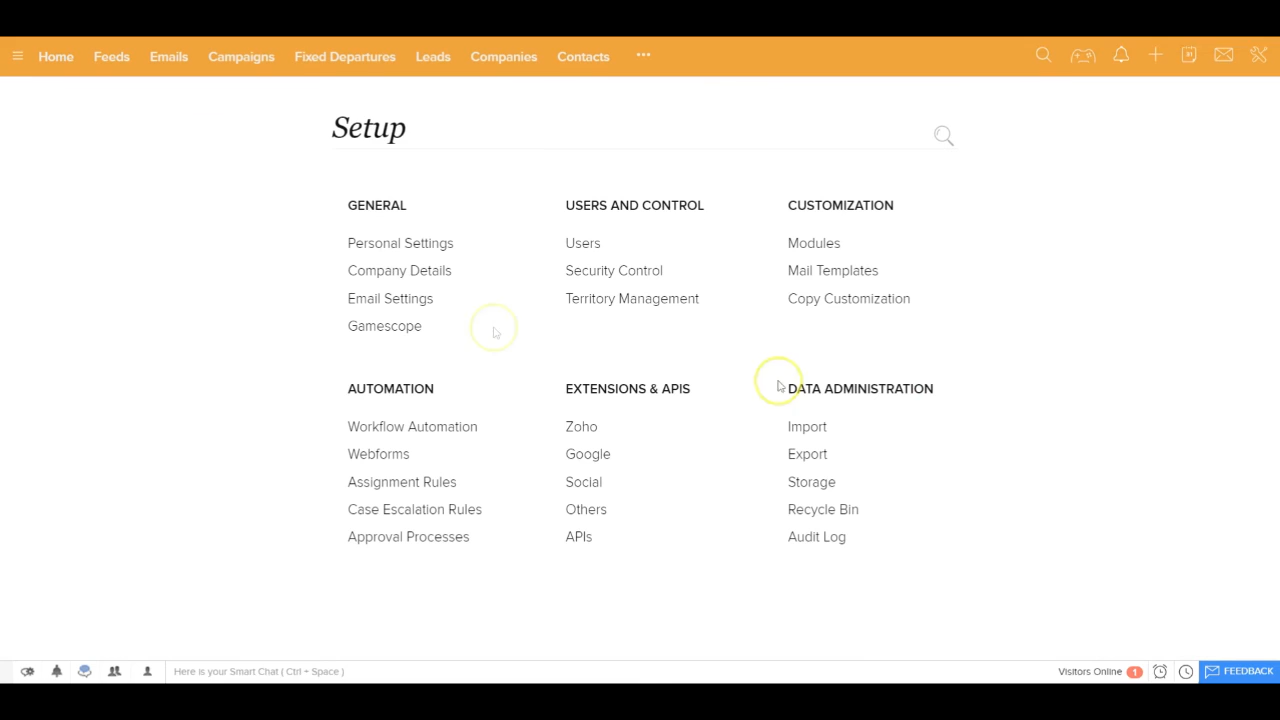 Home Feeds Emails Campaigns Fixed Departures Leads Companies Contacts
Setup
GENERAL
Personal Settings
Company Details
Email Settings
Gamescope
USERS AND CONTROL
Users
Security Control
Territory Management
CUSTOMIZATION
Modules
Mail Templates
Copy Customization
AUTOMATION
Workflow Automation
Webforms
Assignment Rules
Case Escalation Rules
Approval Processes
EXTENSIONS & APIS
Zoho
Google
Social
Others
APIs
DATA ADMINISTRATION
Import
Export
Storage
Recycle Bin
Audit Log
Here is your Smart Chat ( Ctrl + Space ) Visitors Online 1 FEEDBACK